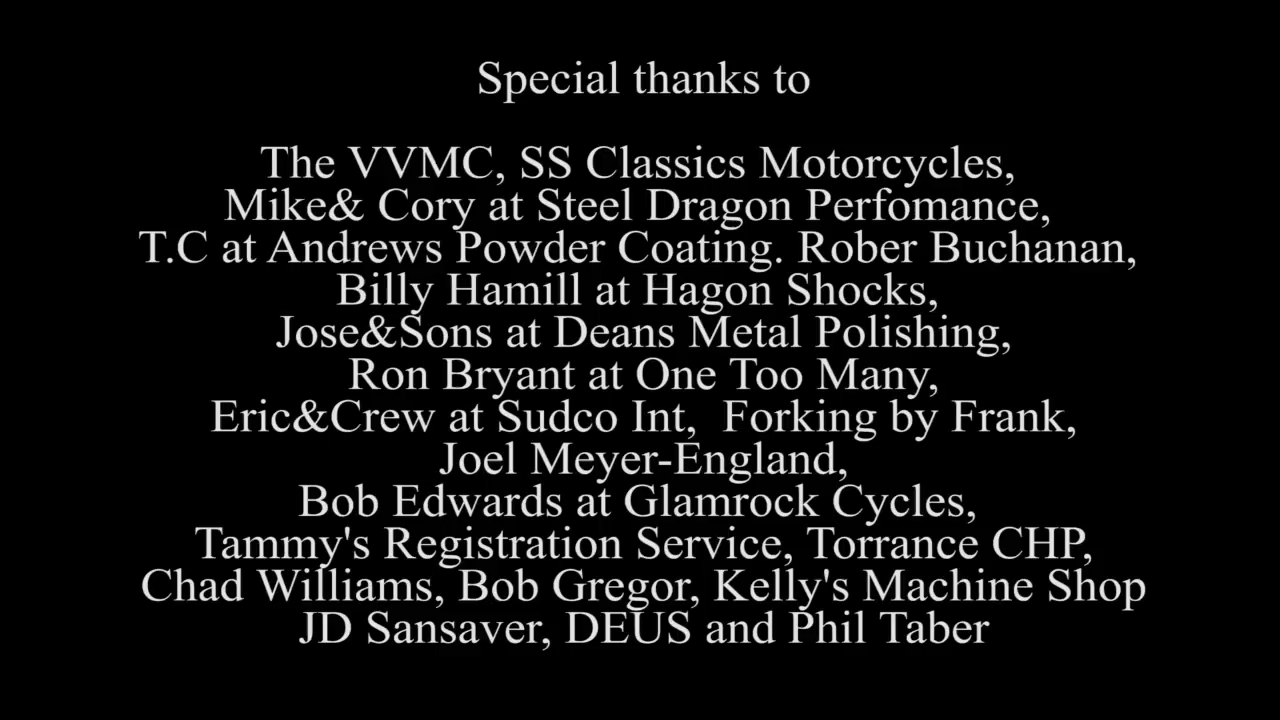 Special thanks to
The VVMC, SS Classics Motorcycles,
Mike& Cory at Steel Dragon Perfomance,
T.C at Andrews Powder Coating. Rober Buchanan,
Billy Hamill at Hagon Shocks,
Jose&Sons at Deans Metal Polishing,
Ron Bryant at One Too Many,
Eric&Crew at Sudco Int,  Forking by Frank,
Joel Meyer-England,
Bob Edwards at Glamrock Cycles,
Tammy's Registration Service, Torrance CHP,
Chad Williams, Bob Gregor, Kelly's Machine Shop
JD Sansaver, DEUS and Phil Taber